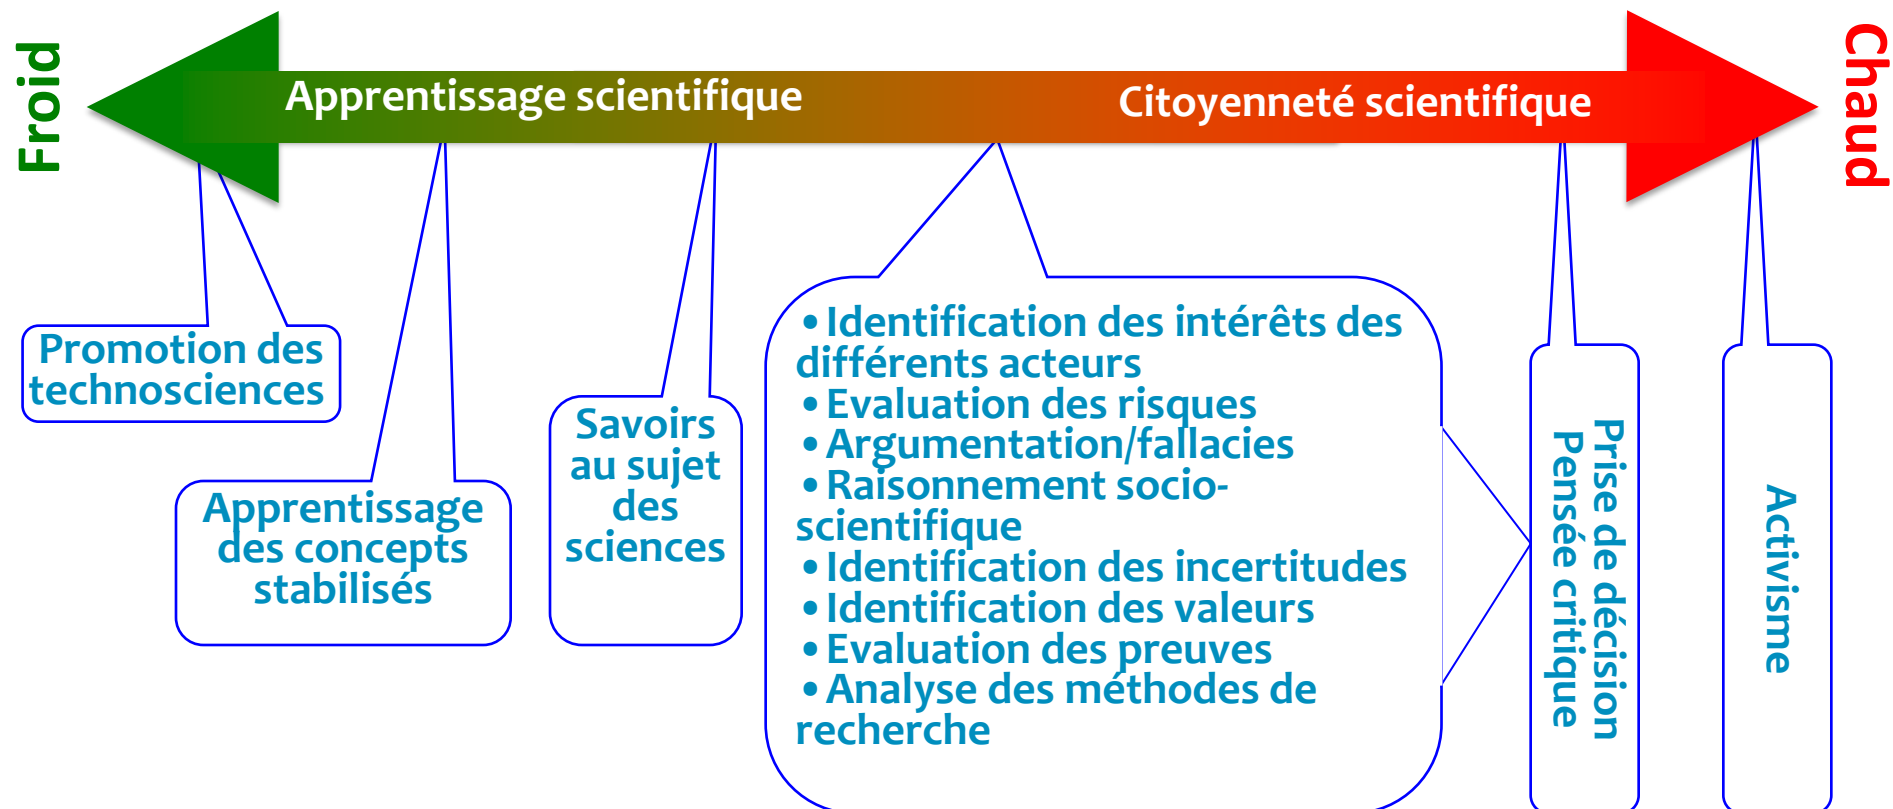 Froid
Apprentissage scientifique
Citoyenneté scientifique
Chaud
Promotion des
technosciences
Apprentissage
des concepts
stabilisés
Savoirs
au sujet
des
sciences
•Identification des intérêts des
différents acteurs
•Evaluation des risques
•Argumentation/fallacies
•Raisonnement socio-
scientifique
•Identification des incertitudes
•Identification des valeurs
•Evaluation des preuves
•Analyse des méthodes de
recherche
Prise de décision
Pensée critique
Activisme